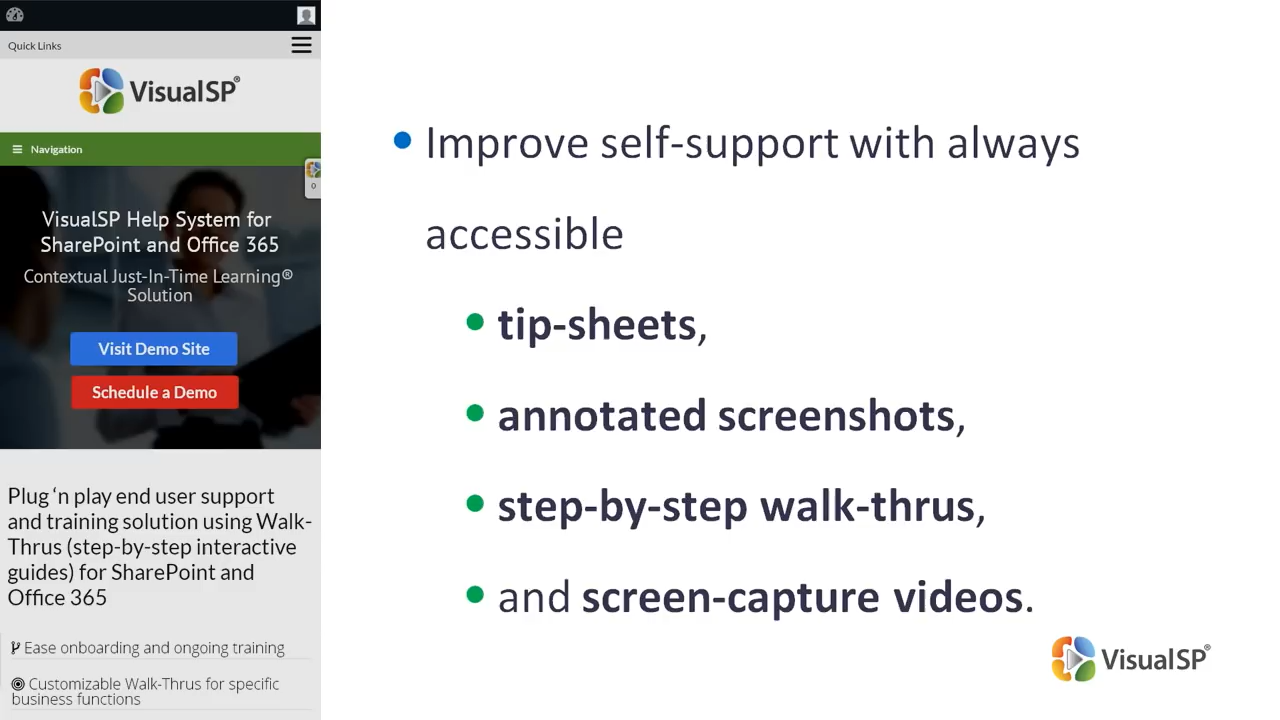 Quick Links
VisualSP®
Navigation
0
VisualSP Help System for
SharePoint and Office 365
Contextual Just-In-Time Learning®
Solution
Visit Demo Site
Schedule a Demo
Plug ‘n play end user support
and training solution using Walk-
Thrus (step-by-step interactive
guides) for SharePoint and
Office 365
Ease onboarding and ongoing training
Customizable Walk-Thrus for specific
business functions
• Improve self-support with always
accessible
• tip-sheets,
• annotated screenshots,
• step-by-step walk-thrus,
• and screen-capture videos.
VisualSP®